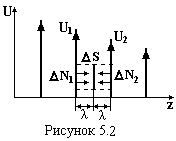 U
U₁
U₂
ΔS
ΔN₁
ΔN₂
z
λ λ
Рисунок 5.2